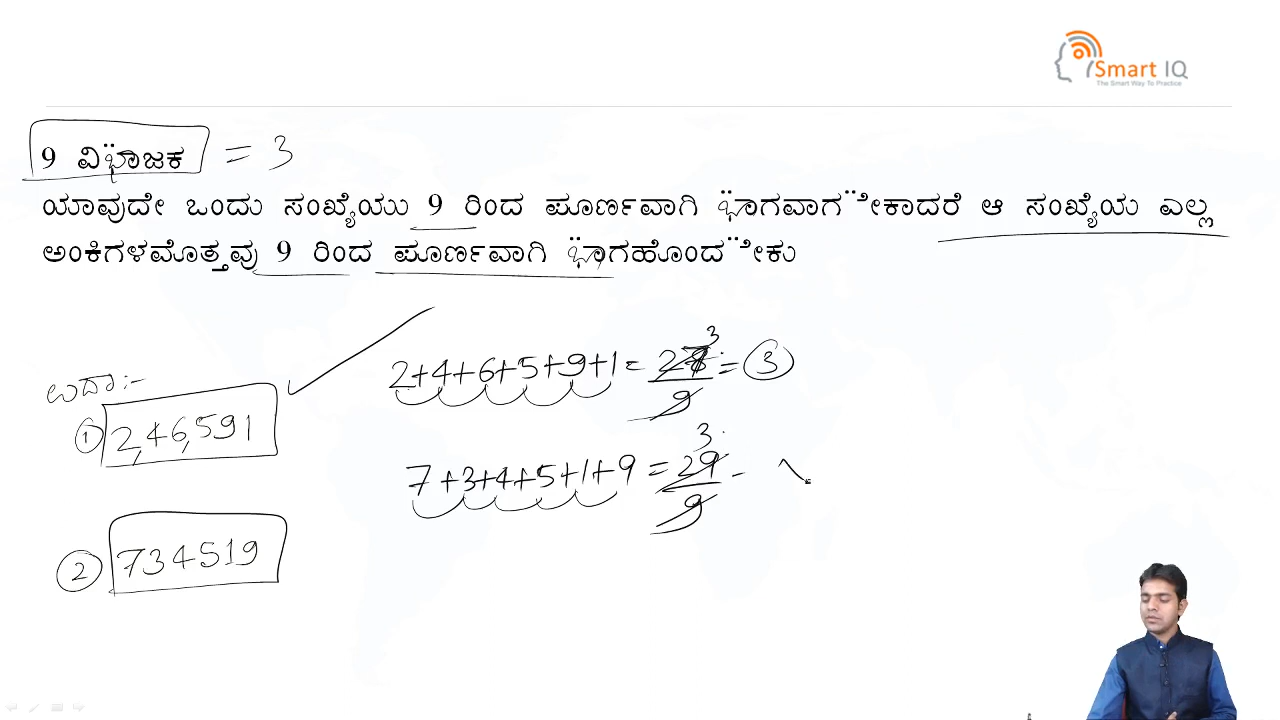 Smart IQ
The Smart Way To Practice
9 ವಿಭಾಜಕ = 3
ಯಾವುದೇ ಒಂದು ಸಂಖ್ಯೆಯು 9 ರಿಂದ ಪೂರ್ಣವಾಗಿ ಭಾಗವಾಗಬೇಕಾದರೆ ಆ ಸಂಖ್ಯೆಯ ಎಲ್ಲ
ಅಂಕಿಗಳಮೊತ್ತವು 9 ರಿಂದ ಪೂರ್ಣವಾಗಿ ಭಾಗಹೊಂದಬೇಕು
ಉದಾ:-
1 2,46,591
2+4+6+5+9+1 = 27/9 3 = 3
7+3+4+5+1+9 = 29/9 3 -
2 734519